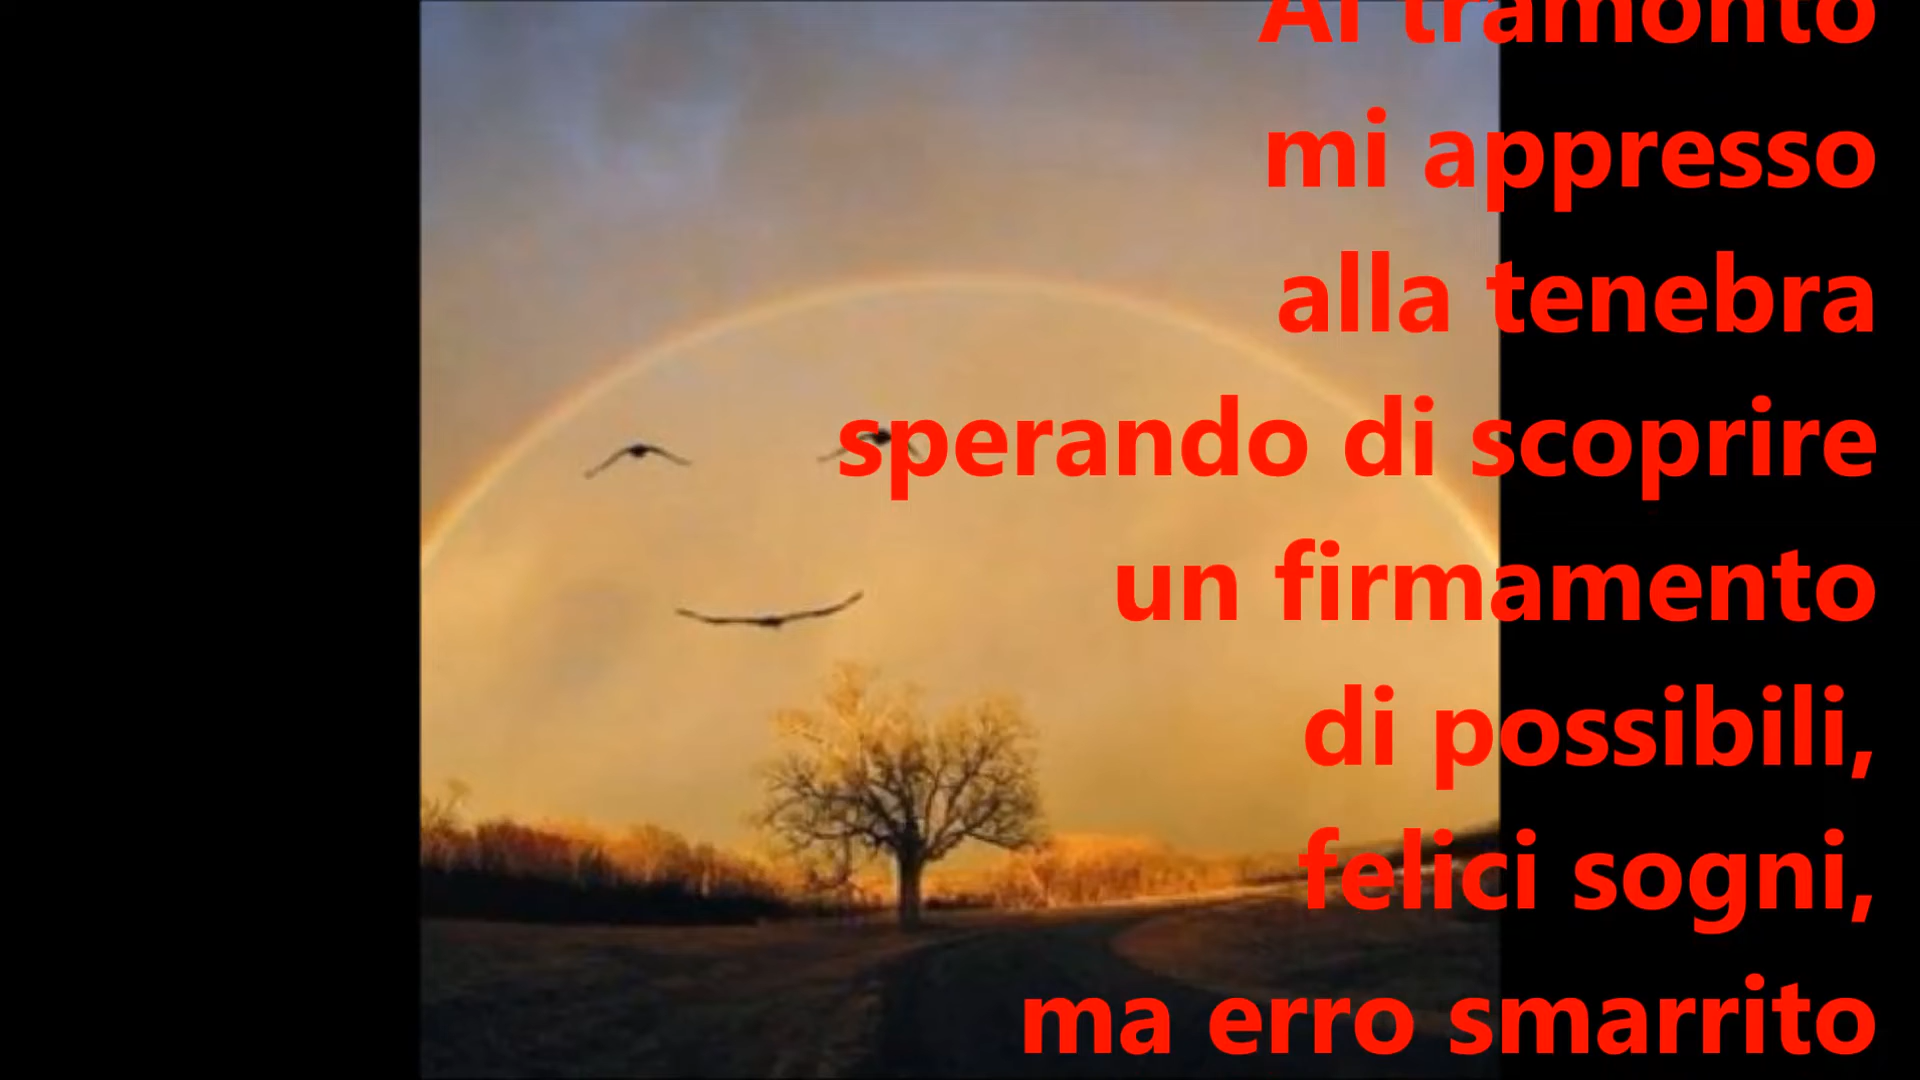 Al tramonto
mi appresso
alla tenebra
sperando di scoprire
un firmamento
di possibili,
felici sogni,
ma erro smarrito